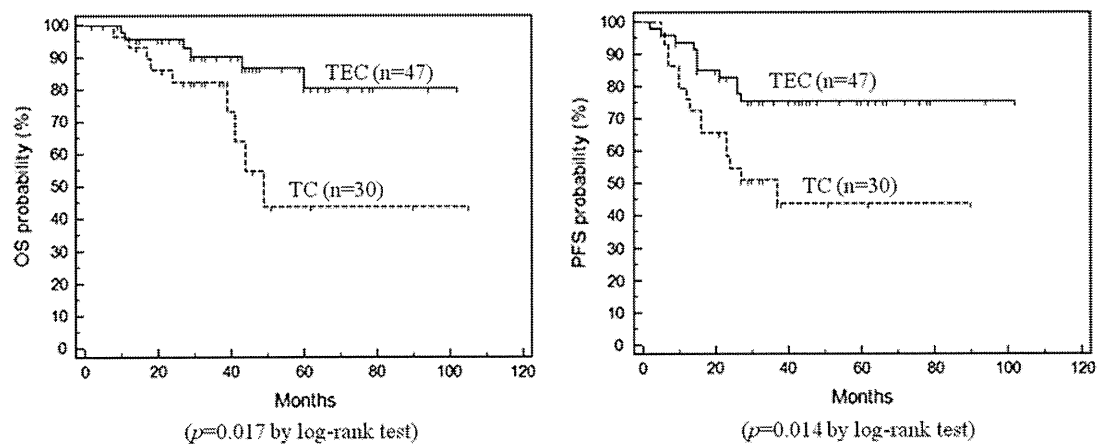 OS probability (%)
100
90
80
70
60
50
40
30
20
10
0
TEC (n=47)
TC (n=30)
0 20 40 60 80 100 120
Months
(p=0.017 by log-rank test)
PFS probability (%)
100
90
80
70
60
50
40
30
20
10
0
TEC (n=47)
TC (n=30)
0 20 40 60 80 100 120
Months
(p=0.014 by log-rank test)